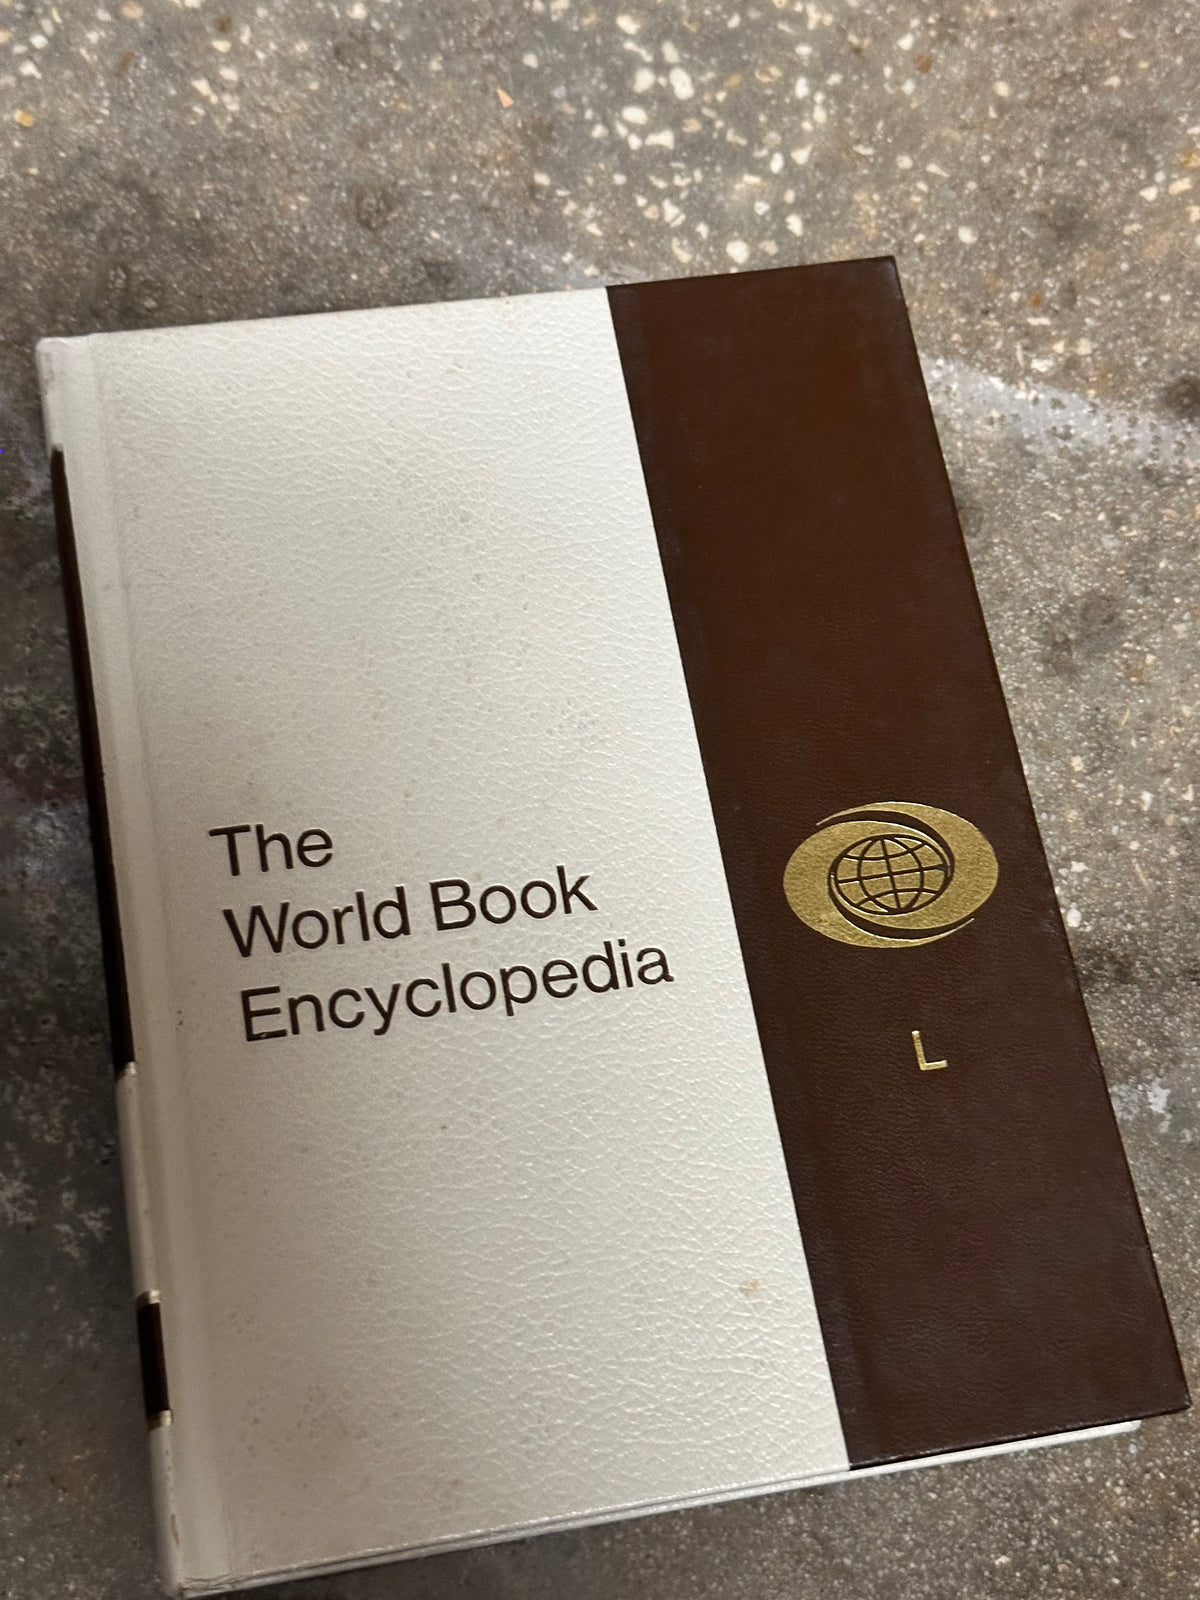 The
World Book
Encyclopedia
L